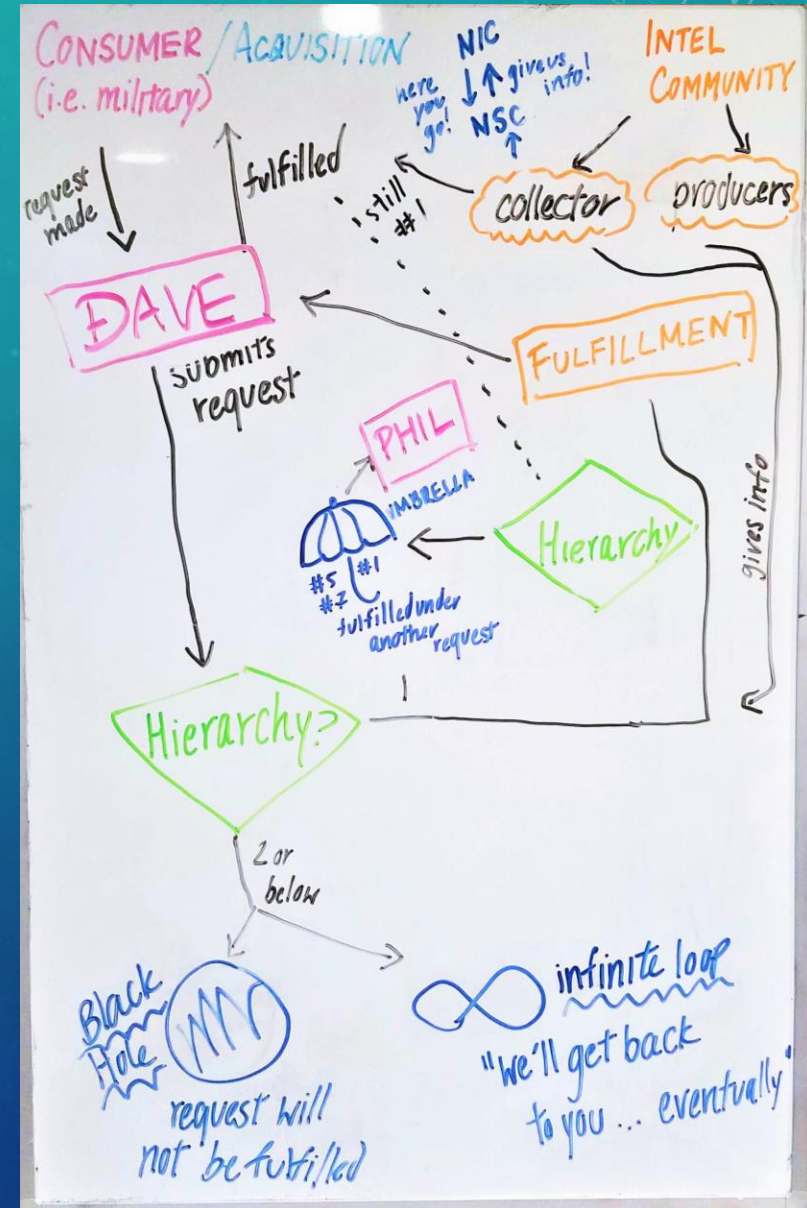 CONSUMER / ACQUISITION
(i.e. military)
NIC
here
you
go!
give us
info!
NSC
INTEL
COMMUNITY
request
made
fulfilled
still
#1
collector
producers
DAVE
submits
request
FULFILLMENT
PHIL
UMBRELLA
#5 #1
#7
fulfilled under
another
request
Hierarchy
gives info
1
Hierarchy?
2 or
below
Black
Hole
request will
not be fulfilled
infinite loop
"we'll get back
to you... eventually"